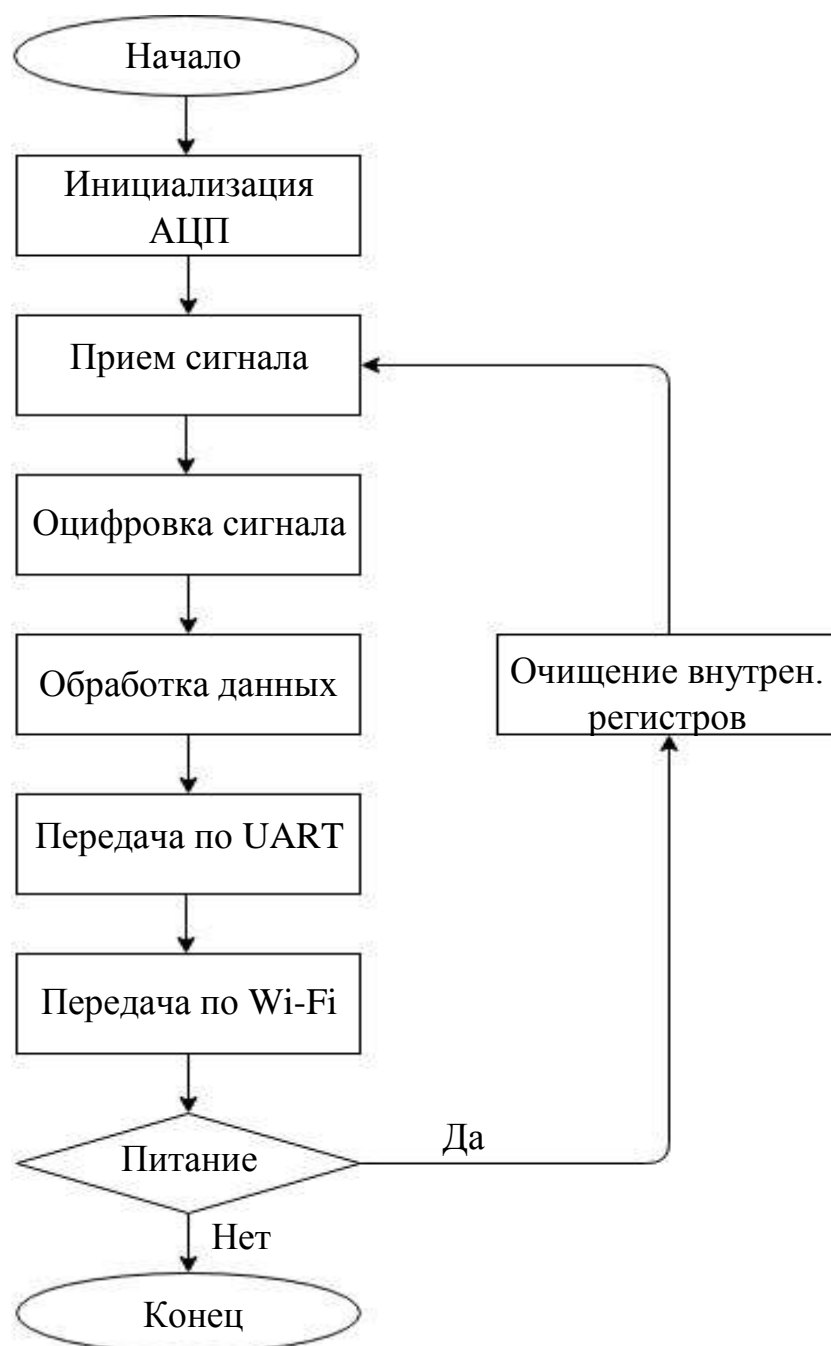 Начало
Инициализация
АЦП
Прием сигнала
Оцифровка сигнала
Обработка данных
Передача по UART
Передача по Wi-Fi
Питание
Да
Очищение внутрен.
регистров
Нет
Конец